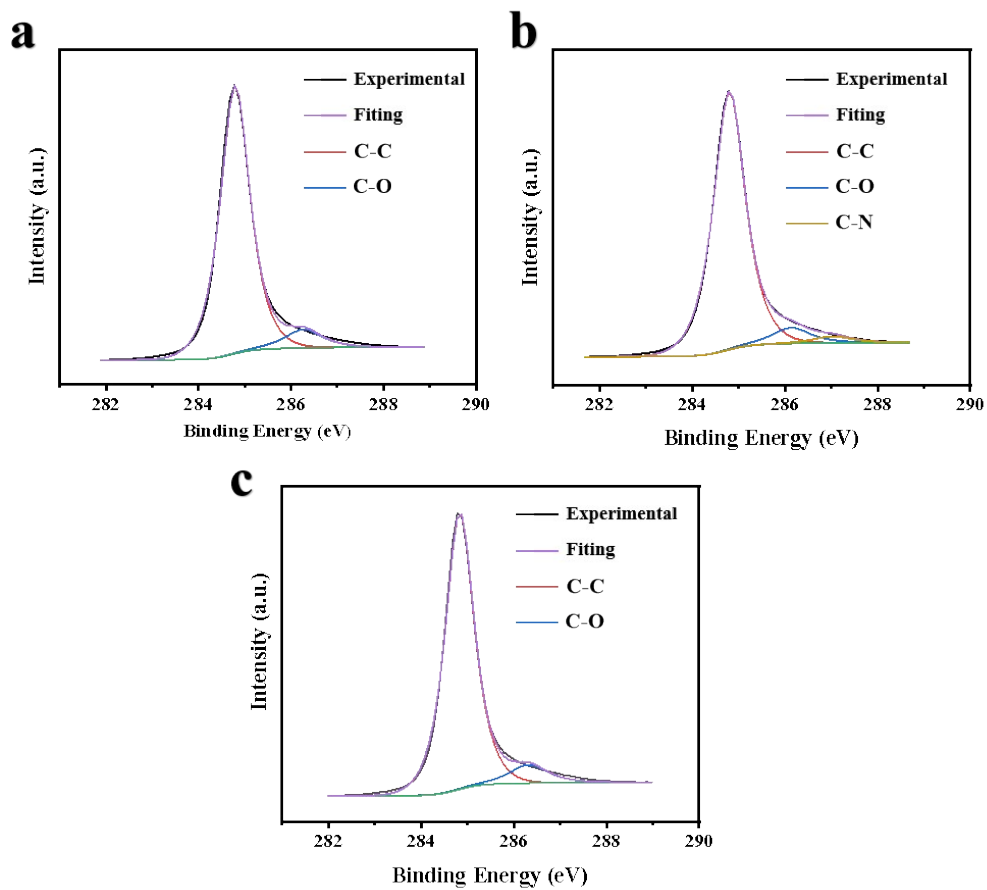 a
Experimental
Fiting
C-C
C-O
Intensity (a.u.)
282 284 286 288 290
Binding Energy (eV)
b
Experimental
Fiting
C-C
C-O
C-N
Intensity (a.u.)
282 284 286 288 290
Binding Energy (eV)
c
Experimental
Fiting
C-C
C-O
Intensity (a.u.)
282 284 286 288 290
Binding Energy (eV)